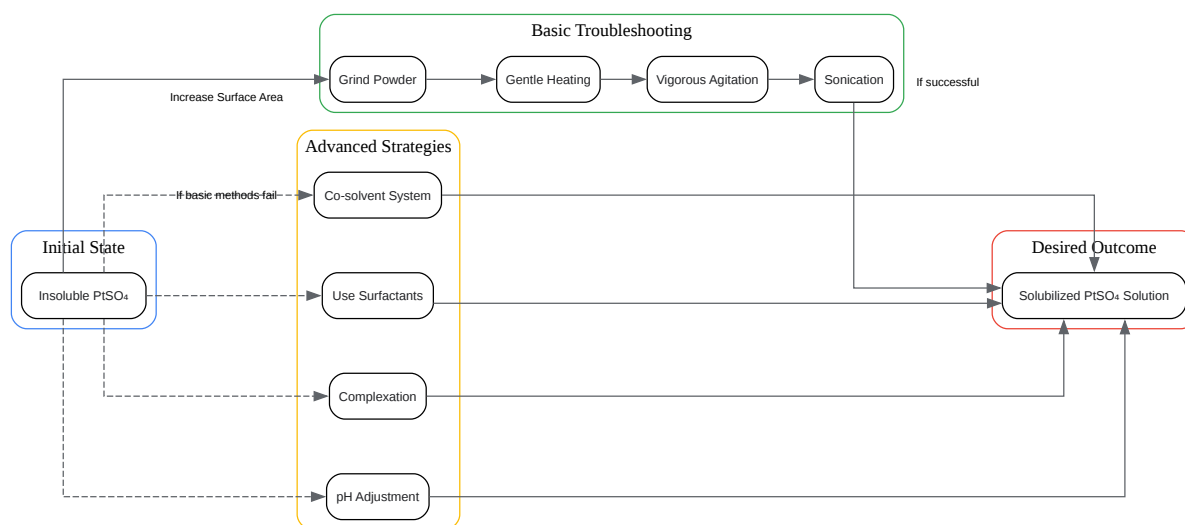 Basic Troubleshooting
Grind Powder
Gentle Heating
Vigorous Agitation
Sonication
If successful
Increase Surface Area
Advanced Strategies
If basic methods fail
Co-solvent System
Initial State
Insoluble PtSO₄
Use Surfactants
Desired Outcome
Solubilized PtSO₄ Solution
Complexation
pH Adjustment